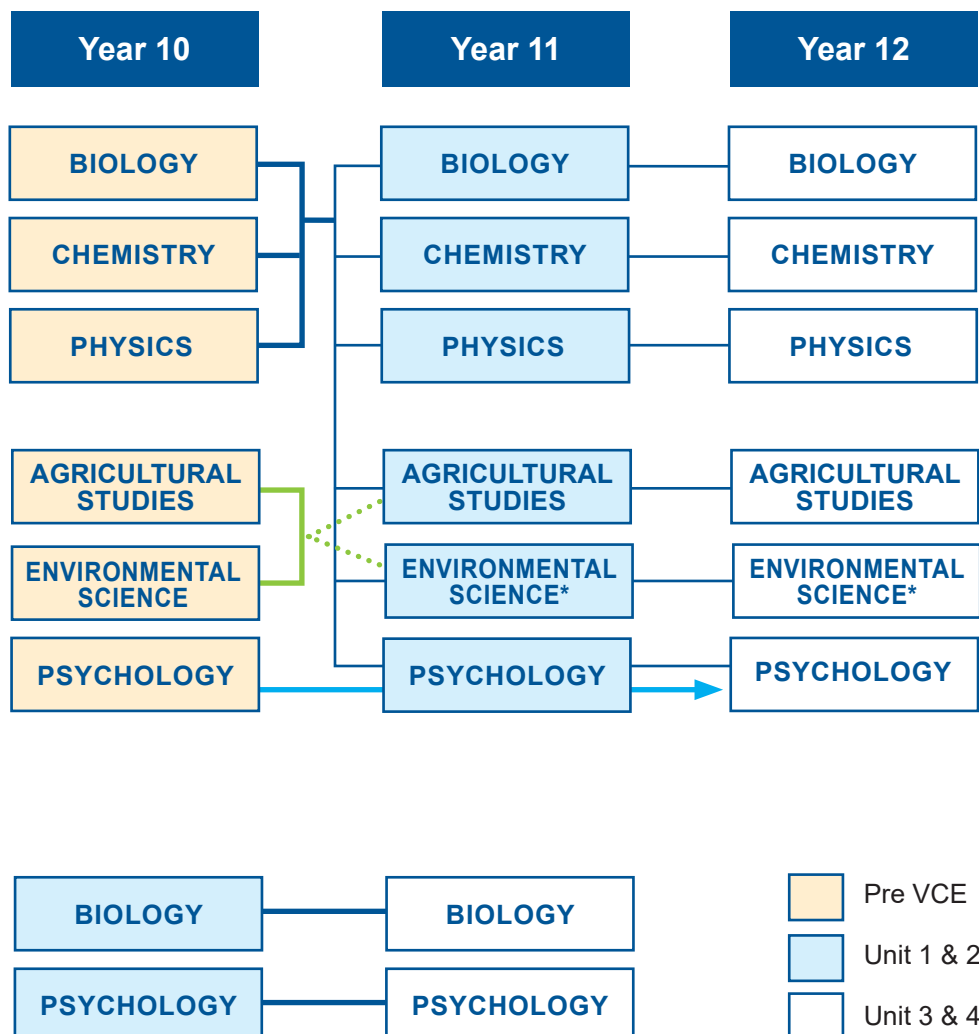 Year 10
Year 11
Year 12
BIOLOGY
BIOLOGY
BIOLOGY
CHEMISTRY
CHEMISTRY
CHEMISTRY
PHYSICS
PHYSICS
PHYSICS
AGRICULTURAL
STUDIES
AGRICULTURAL
STUDIES
AGRICULTURAL
STUDIES
ENVIRONMENTAL
SCIENCE
ENVIRONMENTAL
SCIENCE*
ENVIRONMENTAL
SCIENCE*
PSYCHOLOGY
PSYCHOLOGY
PSYCHOLOGY
BIOLOGY
BIOLOGY
Pre VCE
Unit 1 & 2
PSYCHOLOGY
PSYCHOLOGY
Unit 3 & 4